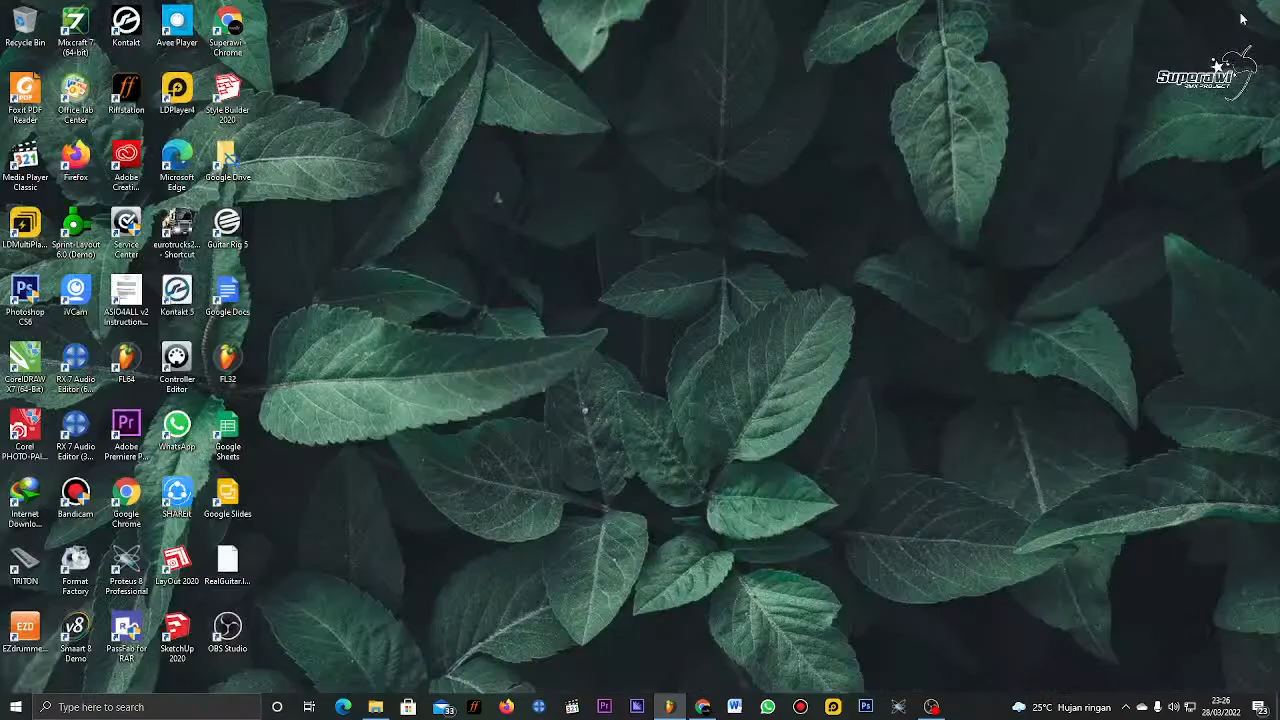 Recycle Bin
Mixcraft 7
(64-bit)
Kontakt
Avee Player
Superawi -
Chrome
Superawi
RMX PROJECT
Foxit PDF
Reader
Office Tab
Center
Riffstation
LDPlayer4
Style Builder
2020
Media Player
Classic
Firefox
Adobe
Creati...
Microsoft
Edge
Google Drive
LDMultiPla...
Sprint-Layout
6.0 (Demo)
Service
Center
eurotrucks2...
- Shortcut
Guitar Rig 5
Photoshop
CS6
iVCam
ASIO4ALL v2
Instruction...
Kontakt 5
Google Docs
CorelDRAW
X7 (64-Bit)
RX 7 Audio
Editor (6...
FL64
Controller
Editor
FL32
Corel
PHOTO-PAI...
RX 7 Audio
Editor (3...
Adobe
Premiere P...
WhatsApp
Google
Sheets
Internet
Downlo...
Bandicam
Google
Chrome
SHAREit
Google Slides
TRITON
Format
Factory
Proteus 8
Professional
LayOut 2020
RealGuitar.l...
EZdrumme...
Smaart 8
Demo
PassFab for
RAR
SketchUp
2020
OBS Studio
Type here to search
25°C Hujan ringan
23:26
28/03/2022